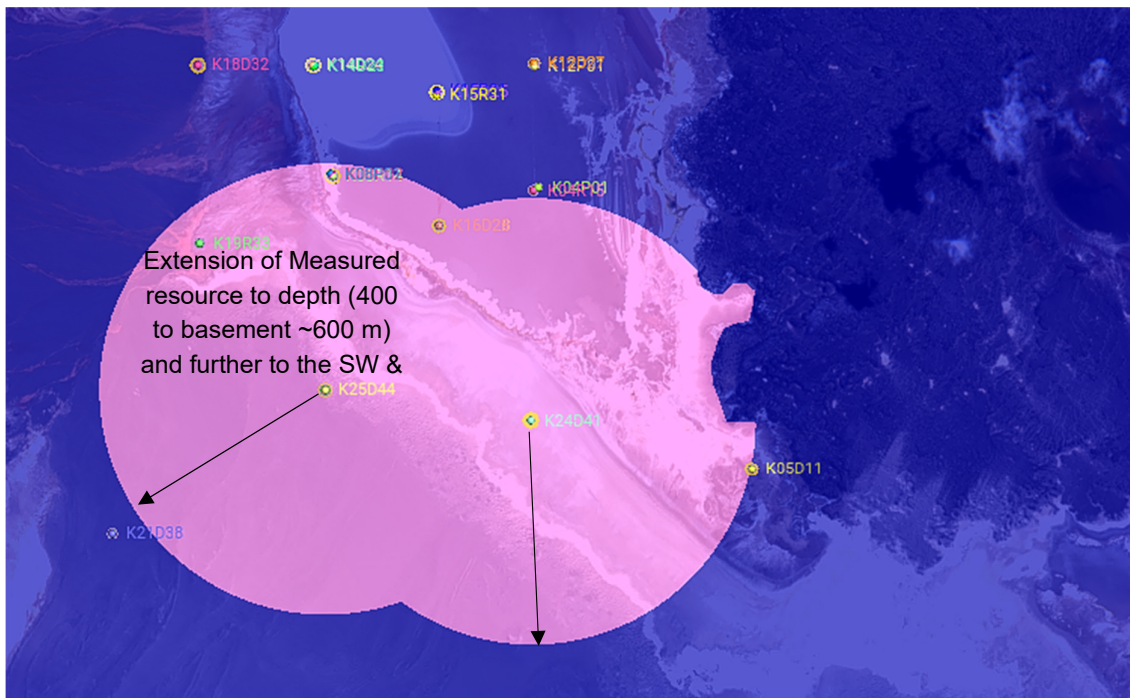 K18D32
K14D24
K15R31
K12P01
K04P01
K16D28
K19R33
Extension of Measured
resource to depth (400
to basement ~600 m)
and further to the SW &
K25D44
K24D41
K05D11
K21D38